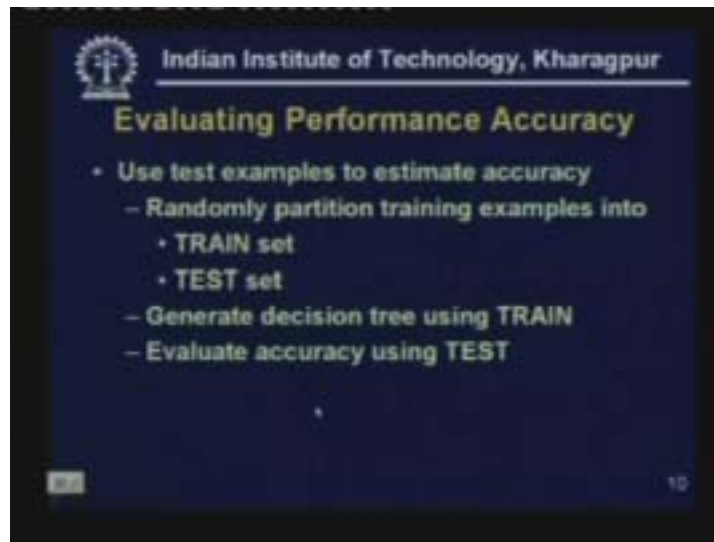 Indian Institute of Technology, Kharagpur
Evaluating Performance Accuracy
• Use test examples to estimate accuracy
– Randomly partition training examples into
• TRAIN set
• TEST set
– Generate decision tree using TRAIN
– Evaluate accuracy using TEST
10